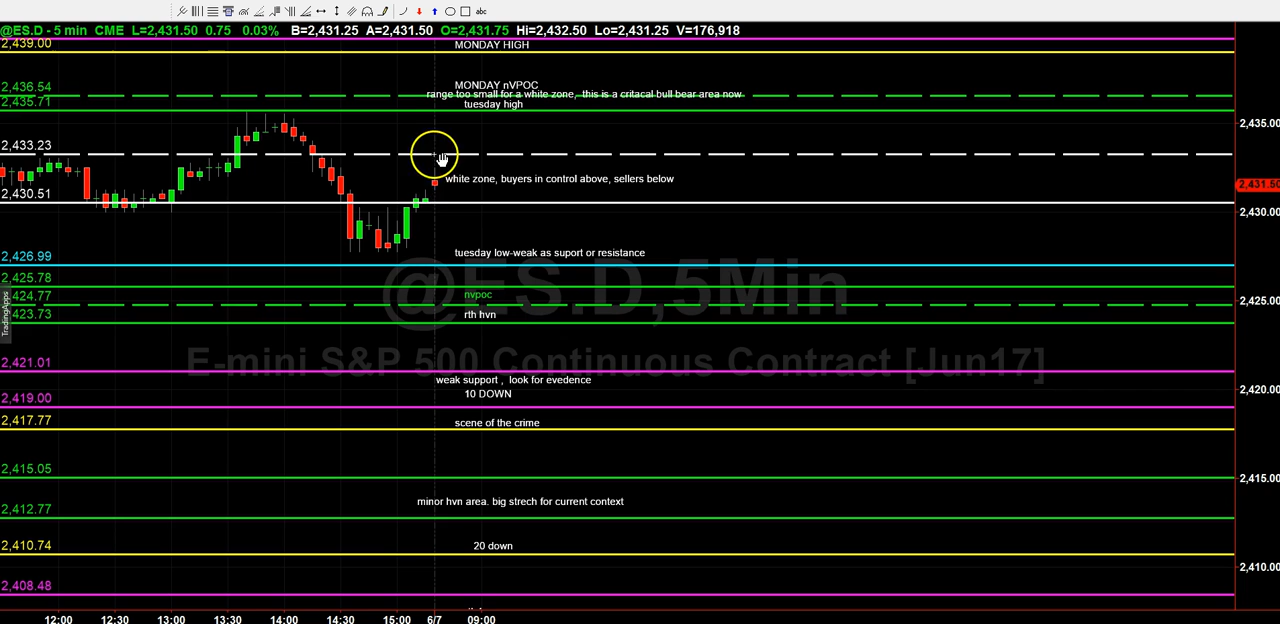 abc
@ES.D - 5 min CME L=2,431.50 0.75 0.03% B=2,431.25 A=2,431.50 O=2,431.75 Hi=2,432.50 Lo=2,431.25 V=176,918
2,439.00
MONDAY HIGH
MONDAY nVPOC
2,436.54
range too small for a white zone, this is a critacal bull bear area now
2,435.71
tuesday high
2,435.00
2,433.23
white zone, buyers in control above, sellers below
2,431.50
2,430.51
2,430.00
tuesday low-weak as suport or resistance
2,426.99
2,425.78
@ES.D,5Min
2,424.77
nvpoc
2,425.00
2,423.73
rth hvn
TradingApps
2,421.01
E-mini S&P 500 Continuous Contract [Jun17]
weak support , look for evedence
10 DOWN
2,420.00
2,419.00
2,417.77
scene of the crime
2,415.05
2,415.00
minor hvn area. big strech for current context
2,412.77
2,410.74
20 down
2,410.00
2,408.48
12:00 12:30 13:00 13:30 14:00 14:30 15:00 6/7 09:00